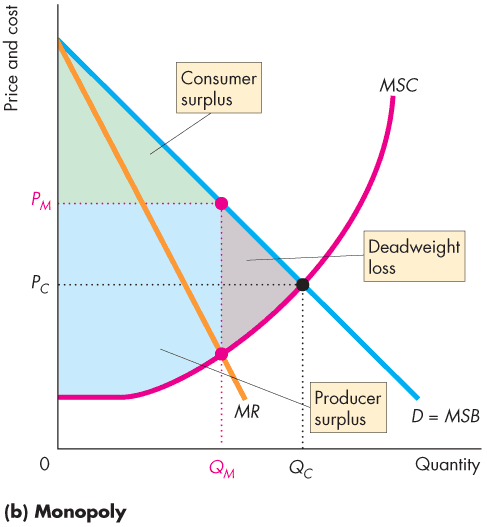 Price and cost
Consumer
surplus
MSC
P_M
Deadweight
loss
P_C
Producer
surplus
MR
D = MSB
0
Q_M
Q_C
Quantity
(b) Monopoly